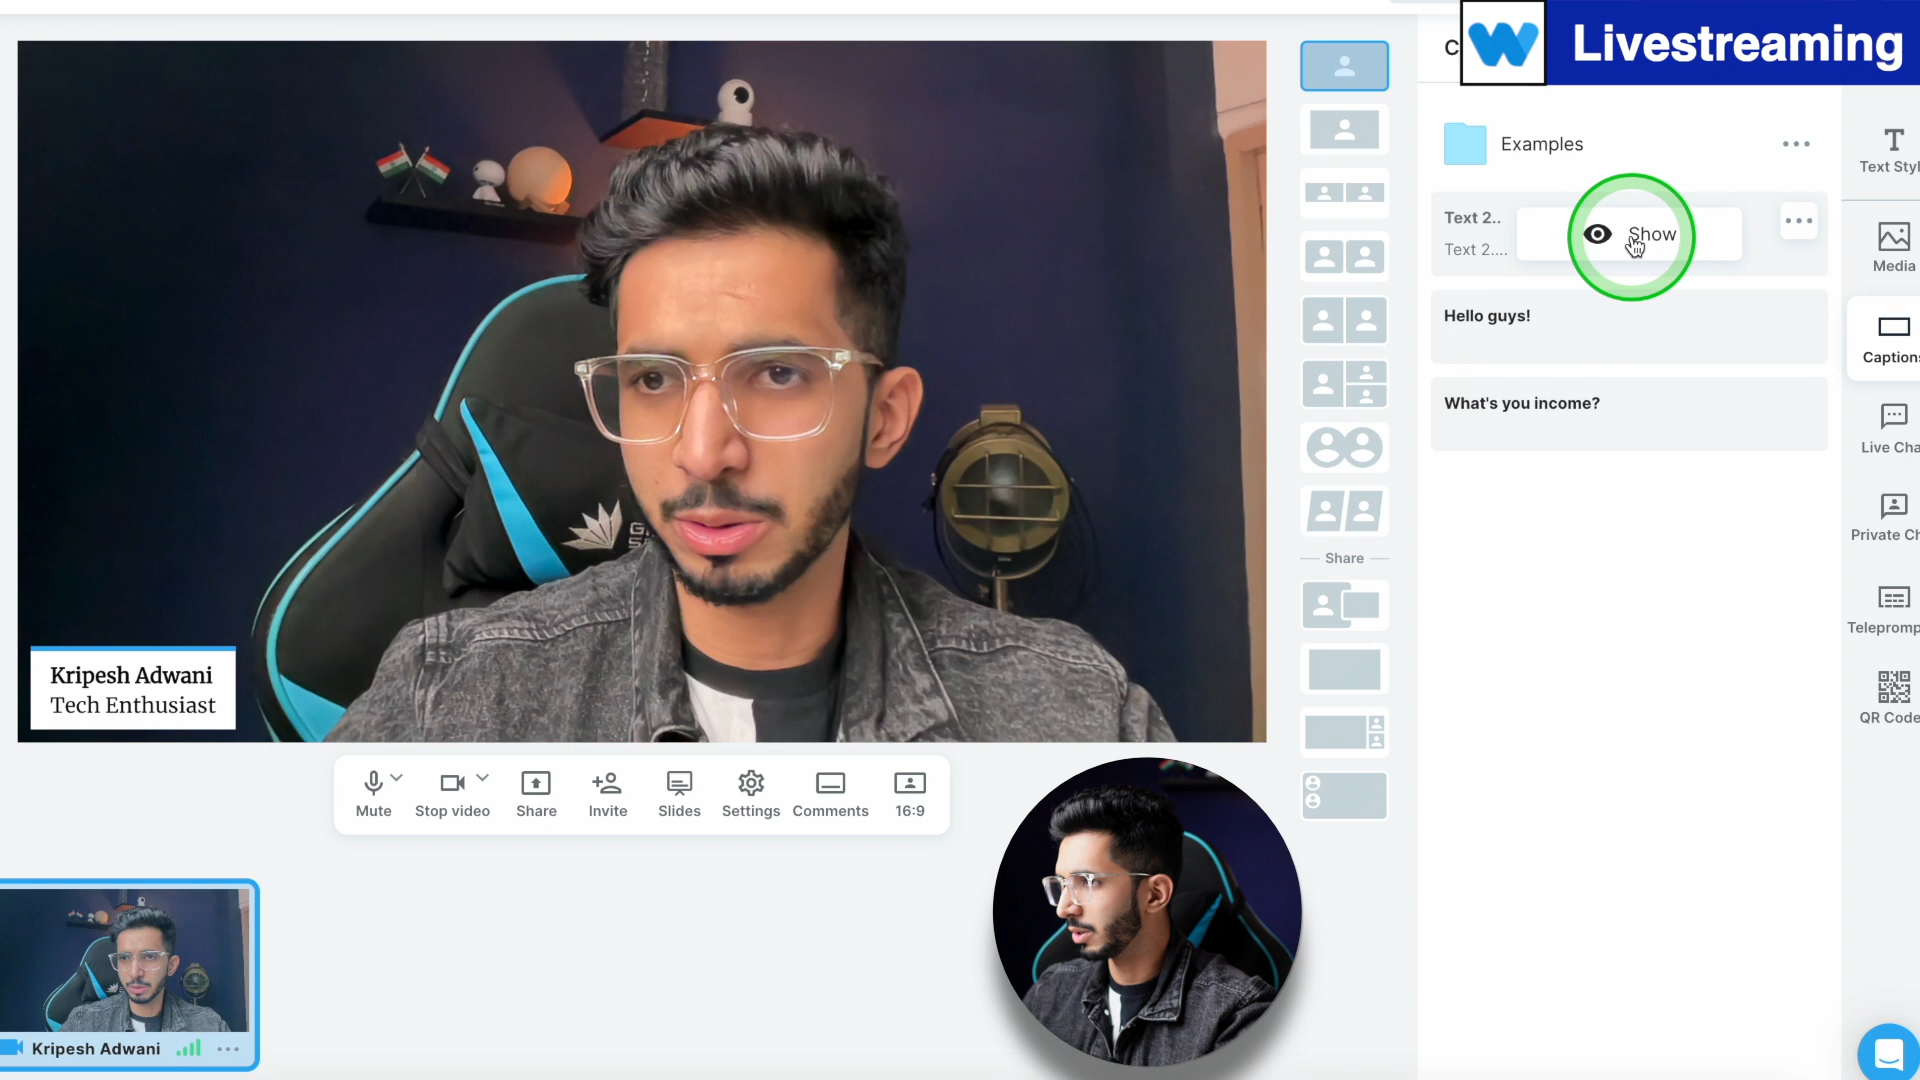 Livestreaming
C
Examples
Text 2..
Text 2....
Show
Hello guys!
What's you income?
Text Styl
Media
Captions
Live Cha
Private Ch
Telepromp
QR Code
Share
Kripesh Adwani
Tech Enthusiast
Mute
Stop video
Share
Invite
Slides
Settings
Comments
16:9
Kripesh Adwani